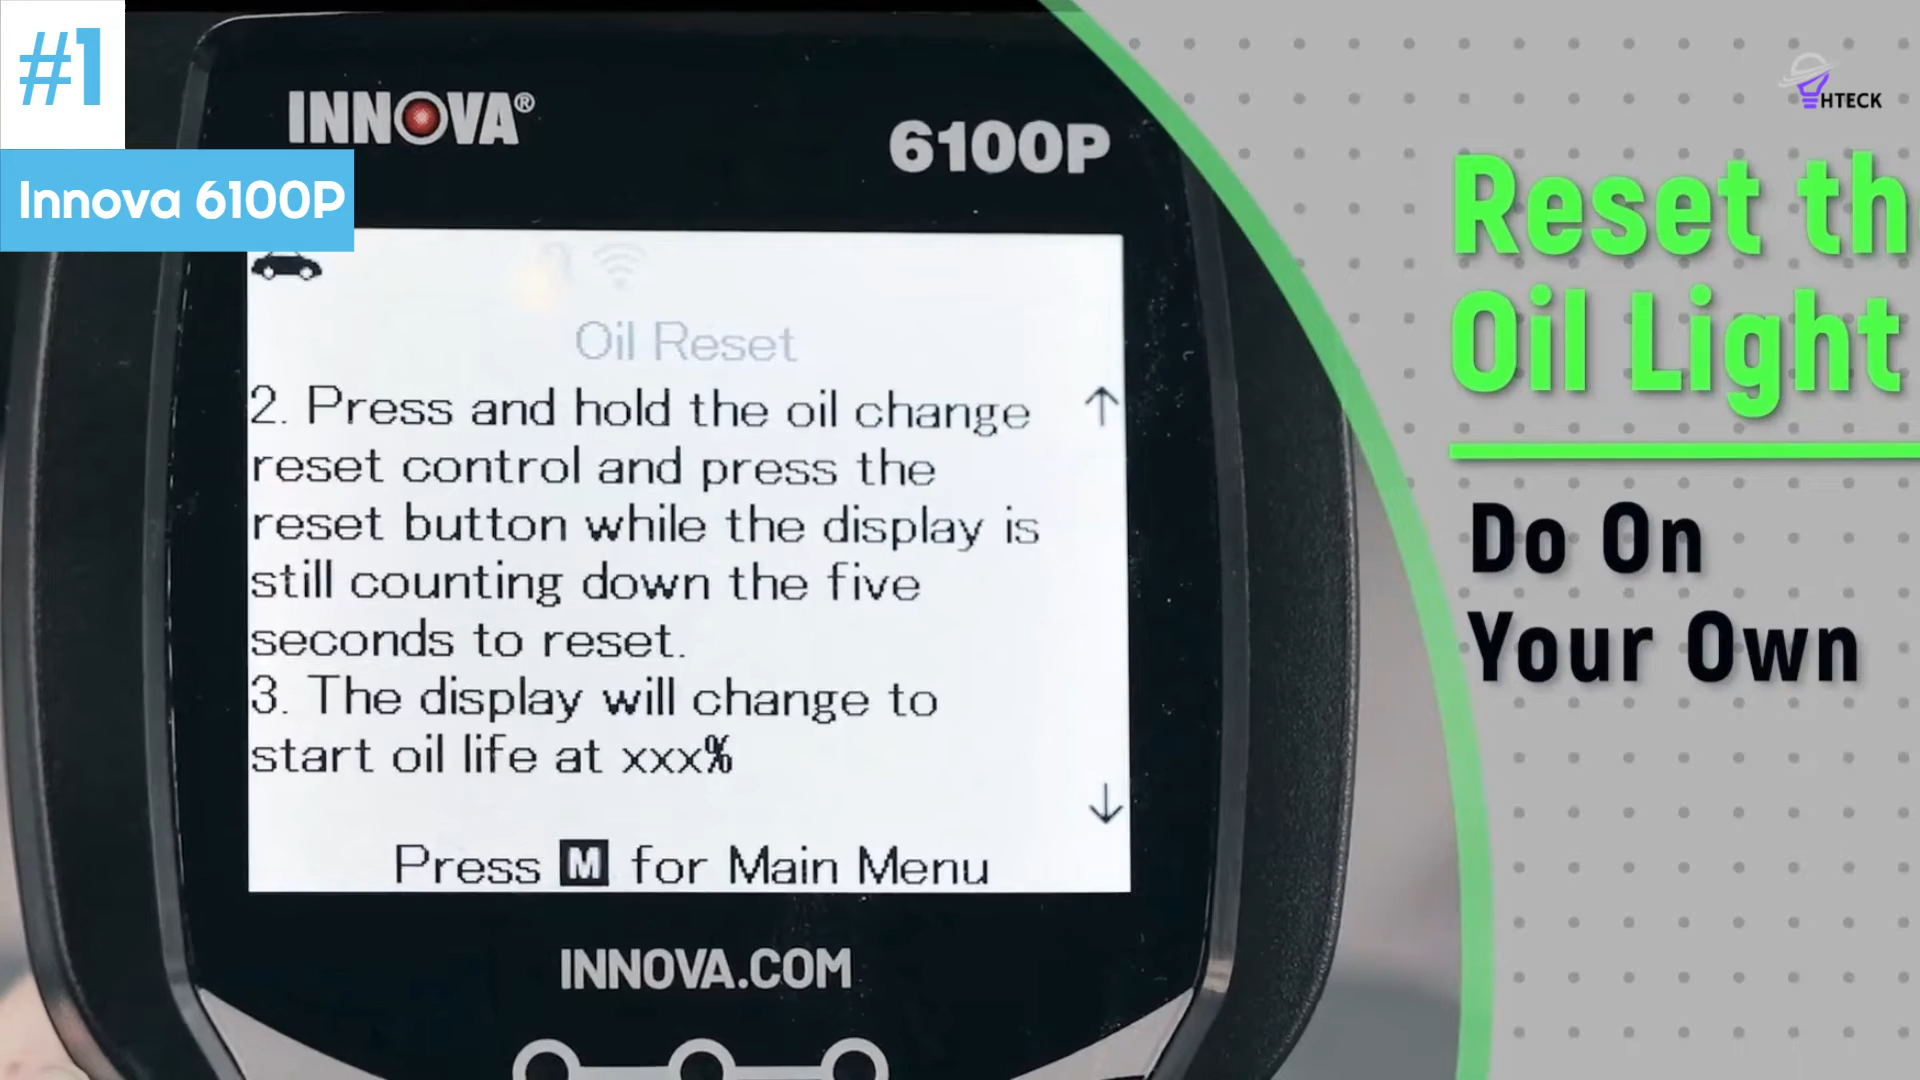 #1
Innova 6100P
INNOVA®
6100P
Oil Reset
2. Press and hold the oil change
reset control and press the
reset button while the display is
still counting down the five
seconds to reset.
3. The display will change to
start oil life at xxx%
Press M for Main Menu
INNOVA.COM
HTECK
Reset th
Oil Light
Do On
Your Own